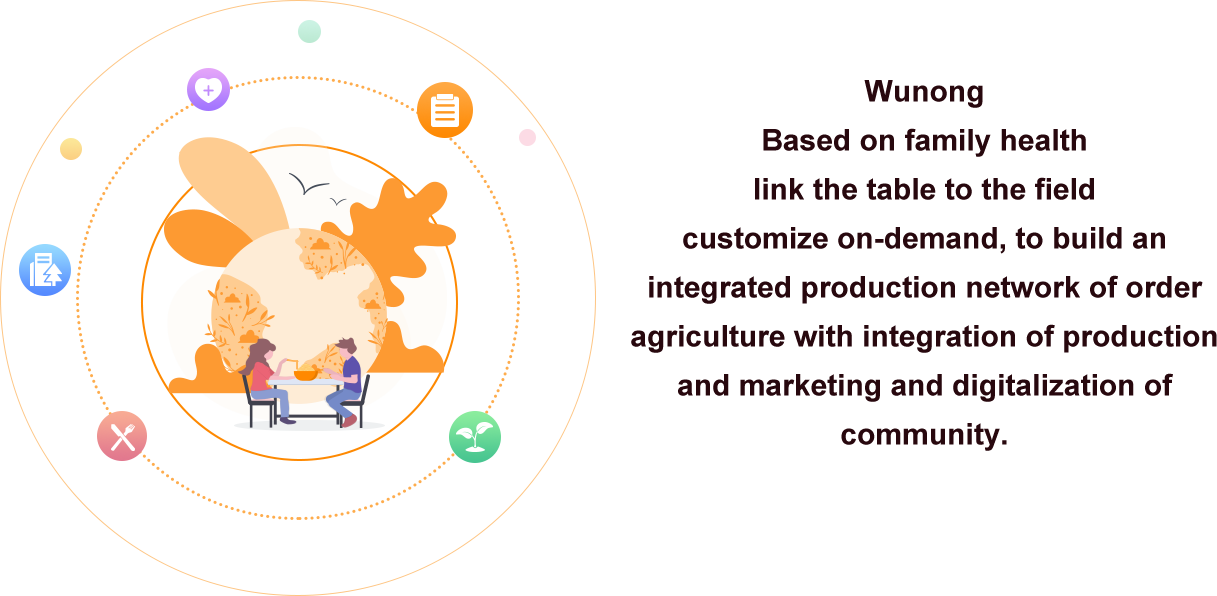 Wunong
Based on family health
link the table to the field
customize on-demand, to build an
integrated production network of order
agriculture with integration of production
and marketing and digitalization of
community.